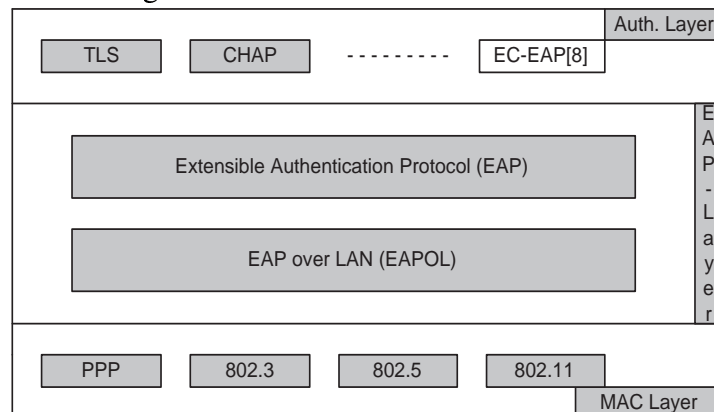 Auth. Layer
TLS
CHAP
- - - - - - - - -
EC-EAP[8]
Extensible Authentication Protocol (EAP)
EAP over LAN (EAPOL)
E
A
P
-
L
a
y
e
r
PPP
802.3
802.5
802.11
MAC Layer